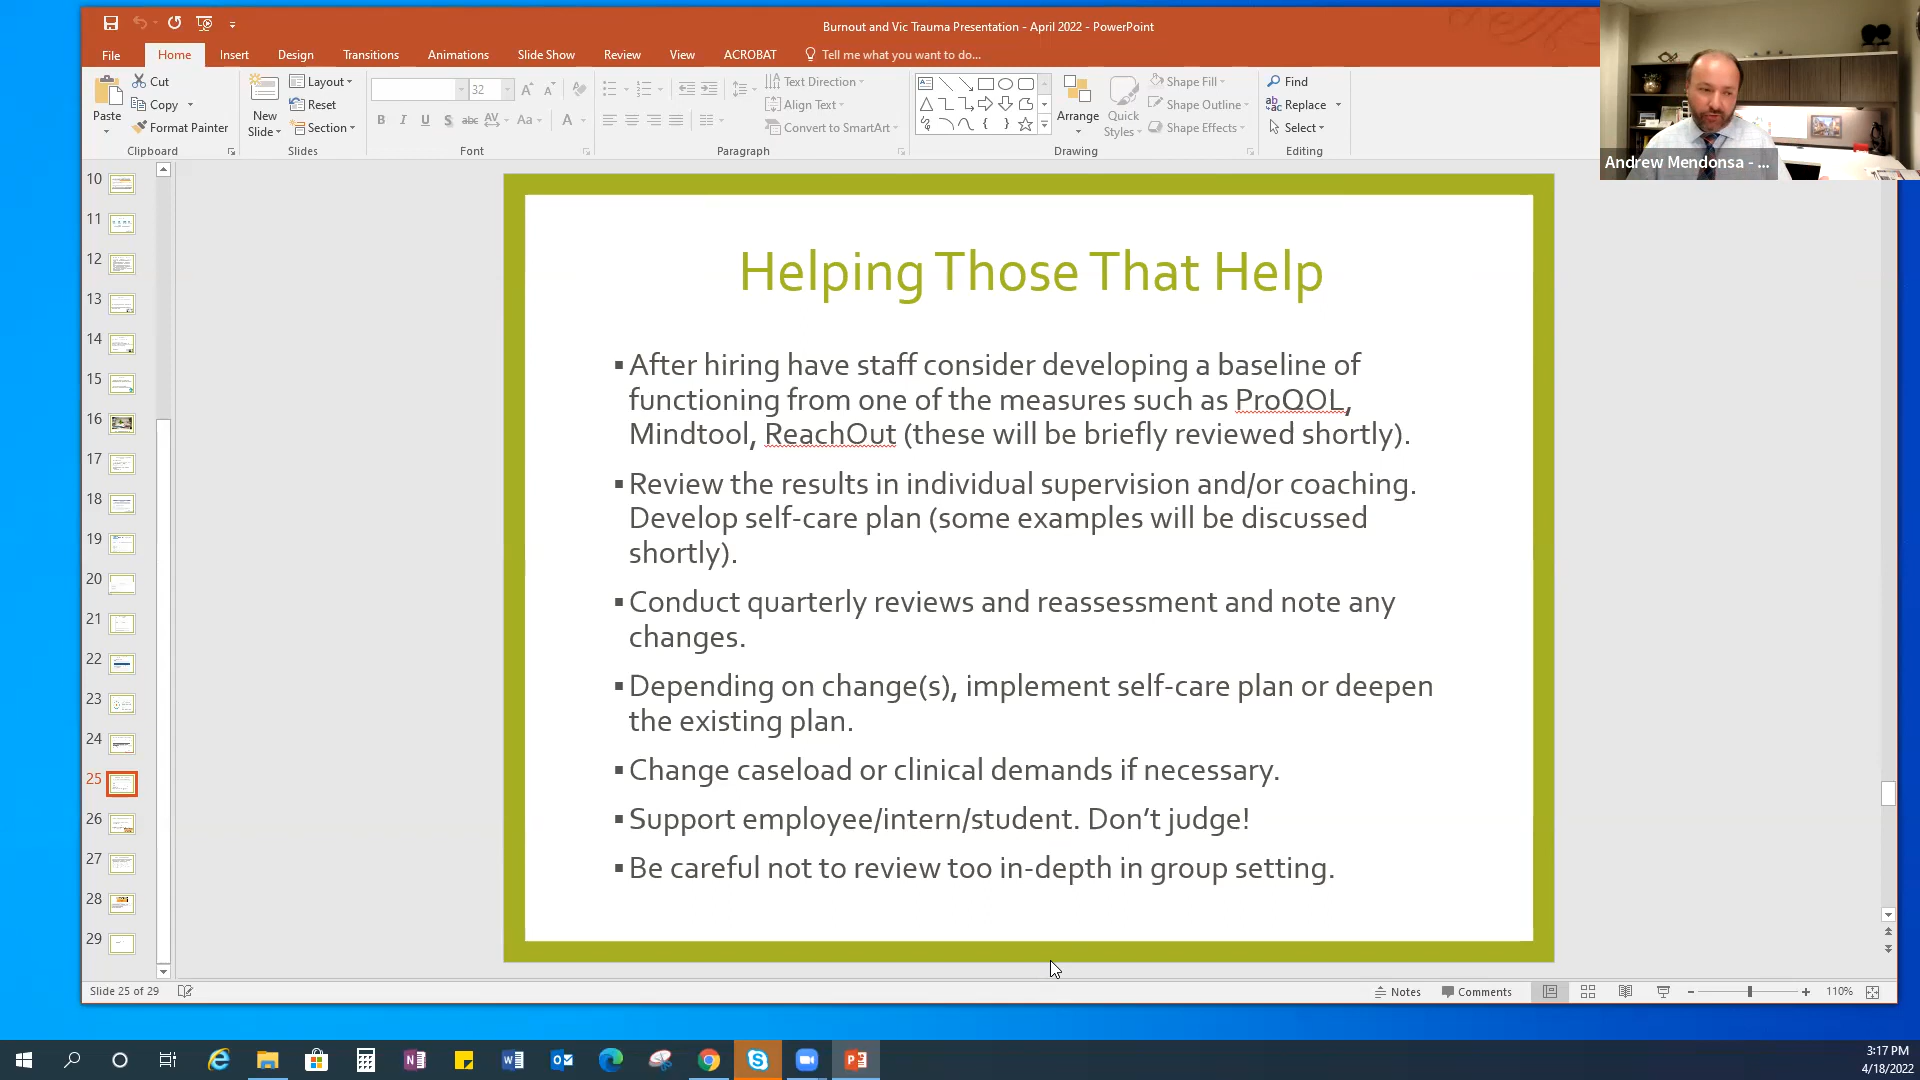 Burnout and Vic Trauma Presentation - April 2022 - PowerPoint
File Home Insert Design Transitions Animations Slide Show Review View ACROBAT Tell me what you want to do...
Paste
Cut
Copy
Format Painter
Clipboard
New
Slide
Layout
Reset
Section
Slides
32
B I U S abc AV Aa A
Font
Text Direction
Align Text
Convert to SmartArt
Paragraph
Arrange
Quick
Styles
Shape Fill
Shape Outline
Shape Effects
Drawing
Find
Replace
Select
Editing
Andrew Mendonsa - ...
10
11
12
13
14
15
16
17
18
19
20
21
22
23
24
25
26
27
28
29
Helping Those That Help
▪After hiring have staff consider developing a baseline of
functioning from one of the measures such as ProQOL,
Mindtool, ReachOut (these will be briefly reviewed shortly).
▪Review the results in individual supervision and/or coaching.
Develop self-care plan (some examples will be discussed
shortly).
▪Conduct quarterly reviews and reassessment and note any
changes.
▪Depending on change(s), implement self-care plan or deepen
the existing plan.
▪Change caseload or clinical demands if necessary.
▪Support employee/intern/student. Don't judge!
▪Be careful not to review too in-depth in group setting.
Slide 25 of 29
Notes
Comments
110%
3:17 PM
4/18/2022